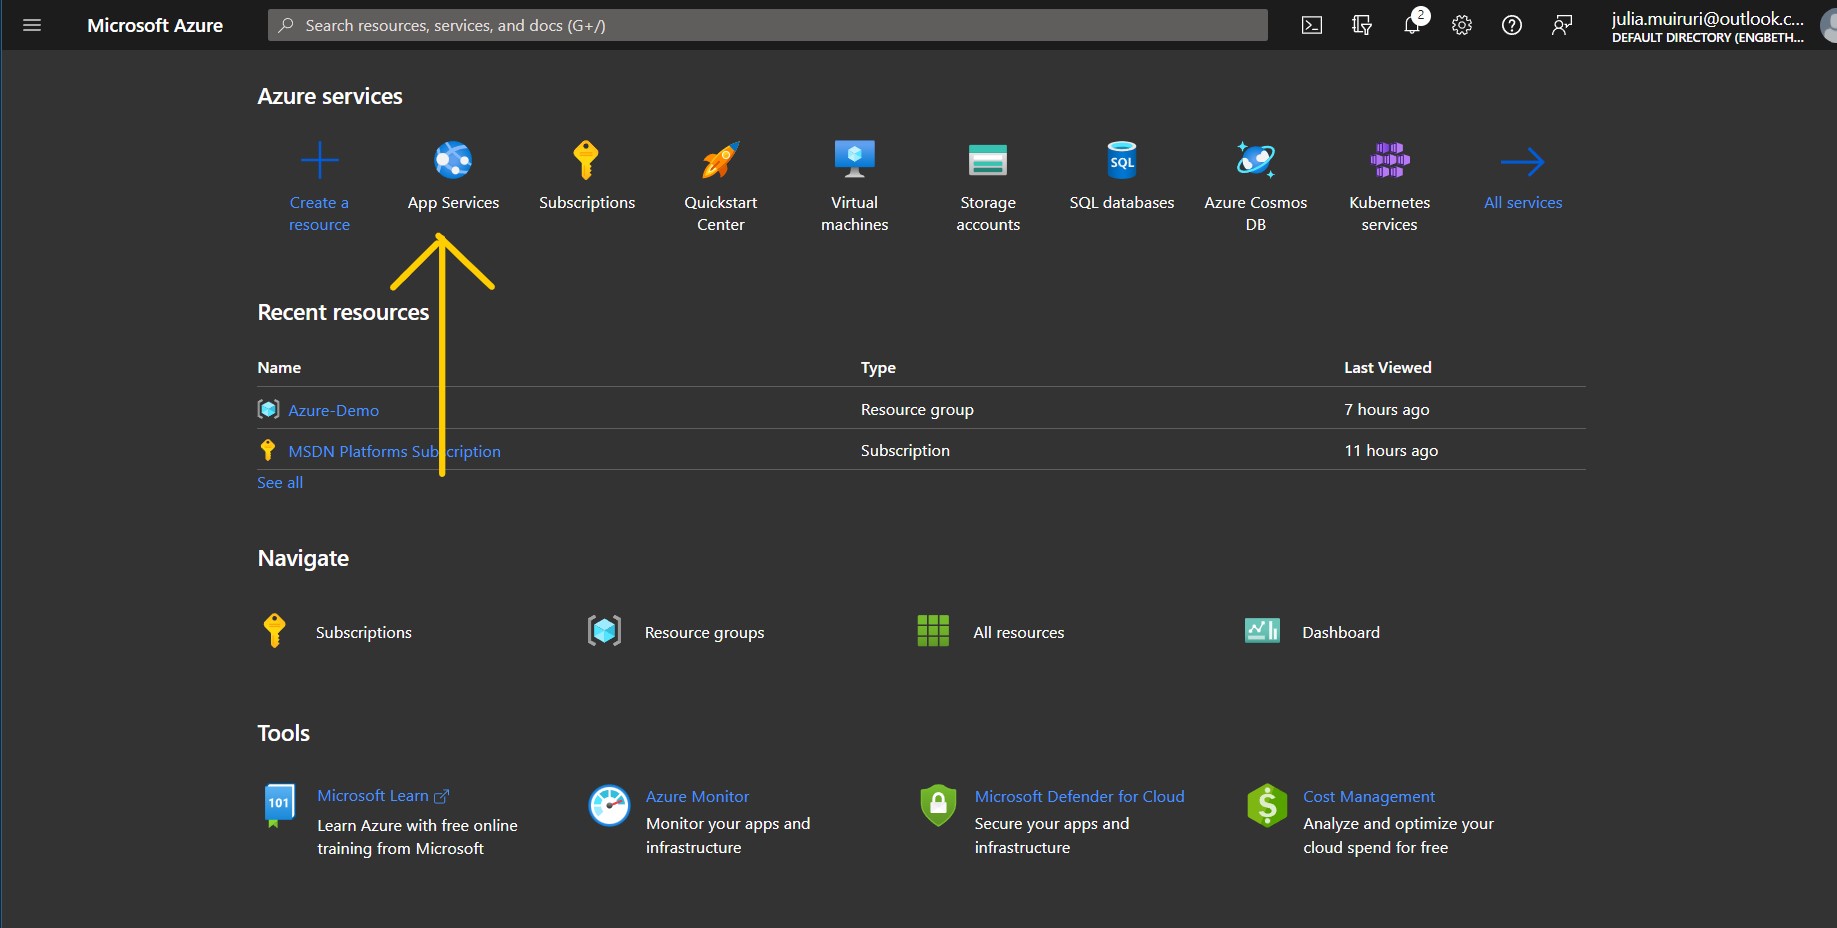 Microsoft Azure
Search resources, services, and docs (G+/)
2
julia.muiruri@outlook.c...
DEFAULT DIRECTORY (ENGBETH...
Azure services
Create a
resource
App Services
Subscriptions
Quickstart
Center
Virtual
machines
Storage
accounts
SQL
SQL databases
Azure Cosmos
DB
Kubernetes
services
All services
Recent resources
Name Type Last Viewed
Azure-Demo Resource group 7 hours ago
MSDN Platforms Subscription Subscription 11 hours ago
See all
Navigate
Subscriptions
Resource groups
All resources
Dashboard
Tools
101
Microsoft Learn
Learn Azure with free online
training from Microsoft
Azure Monitor
Monitor your apps and
infrastructure
Microsoft Defender for Cloud
Secure your apps and
infrastructure
$
Cost Management
Analyze and optimize your
cloud spend for free